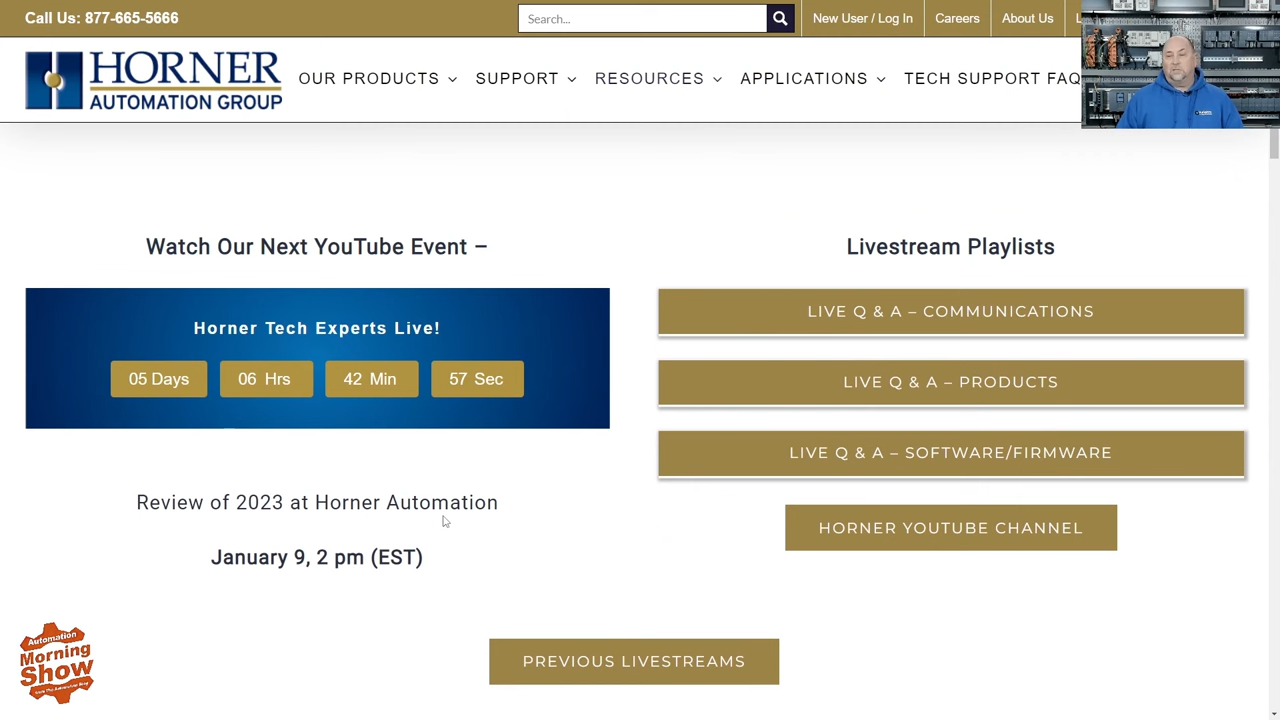 Call Us: 877-665-5666
Search...
New User / Log In
Careers
About Us
HORNER
AUTOMATION GROUP
OUR PRODUCTS
SUPPORT
RESOURCES
APPLICATIONS
TECH SUPPORT FAQ
Watch Our Next YouTube Event –
Horner Tech Experts Live!
05 Days
06 Hrs
42 Min
57 Sec
Review of 2023 at Horner Automation
January 9, 2 pm (EST)
Livestream Playlists
LIVE Q & A – COMMUNICATIONS
LIVE Q & A – PRODUCTS
LIVE Q & A – SOFTWARE/FIRMWARE
HORNER YOUTUBE CHANNEL
PREVIOUS LIVESTREAMS
Automation
Morning
Show